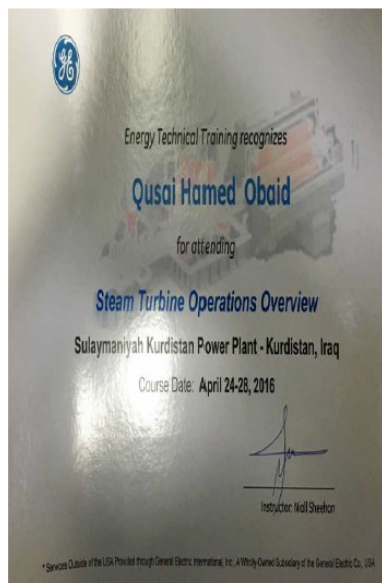 GE
Energy Technical Training recognizes
Qusai Hamed Obaid
for attending
Steam Turbine Operations Overview
Sulaymaniyah Kurdistan Power Plant - Kurdistan, Iraq
Course Date: April 24-28, 2016
Instructor: Niall Sheehan
* Services Outside of the USA Provided through General Electric International, Inc., A Wholly-Owned Subsidiary of the General Electric Co., USA